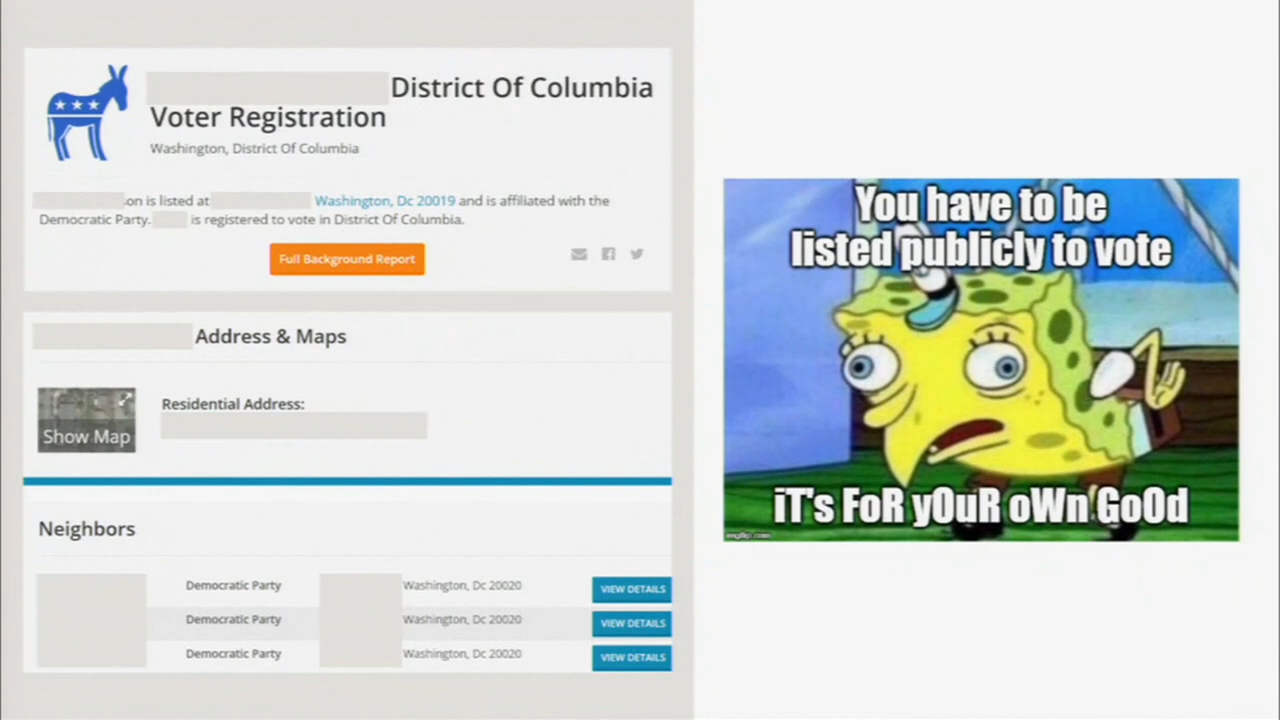 District Of Columbia
Voter Registration
Washington, District Of Columbia
on is listed at Washington, Dc 20019 and is affiliated with the
Democratic Party. is registered to vote in District Of Columbia.
Full Background Report
Address & Maps
Show Map
Residential Address:
Neighbors
Democratic Party Washington, Dc 20020 VIEW DETAILS
Democratic Party Washington, Dc 20020 VIEW DETAILS
Democratic Party Washington, Dc 20020 VIEW DETAILS
You have to be
listed publicly to vote
iT's FoR yOuR oWn GoOd
imgflip.com